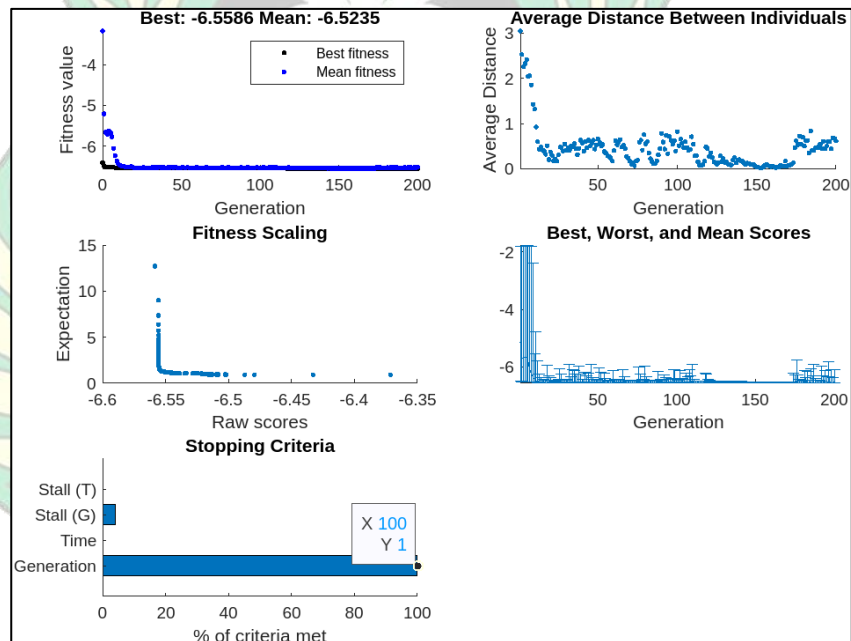 Best: -6.5586 Mean: -6.5235
Fitness value
-4
-5
-6
Best fitness
Mean fitness
0 50 100 150 200
Generation
Average Distance Between Individuals
Average Distance
3
2
1
0
50 100 150 200
Generation
Fitness Scaling
Expectation
15
10
5
0
-6.6 -6.55 -6.5 -6.45 -6.4 -6.35
Raw scores
Best, Worst, and Mean Scores
-2
-4
-6
50 100 150 200
Generation
Stopping Criteria
Stall (T)
Stall (G)
Time
Generation
X 100
Y 1
0 20 40 60 80 100
% of criteria met